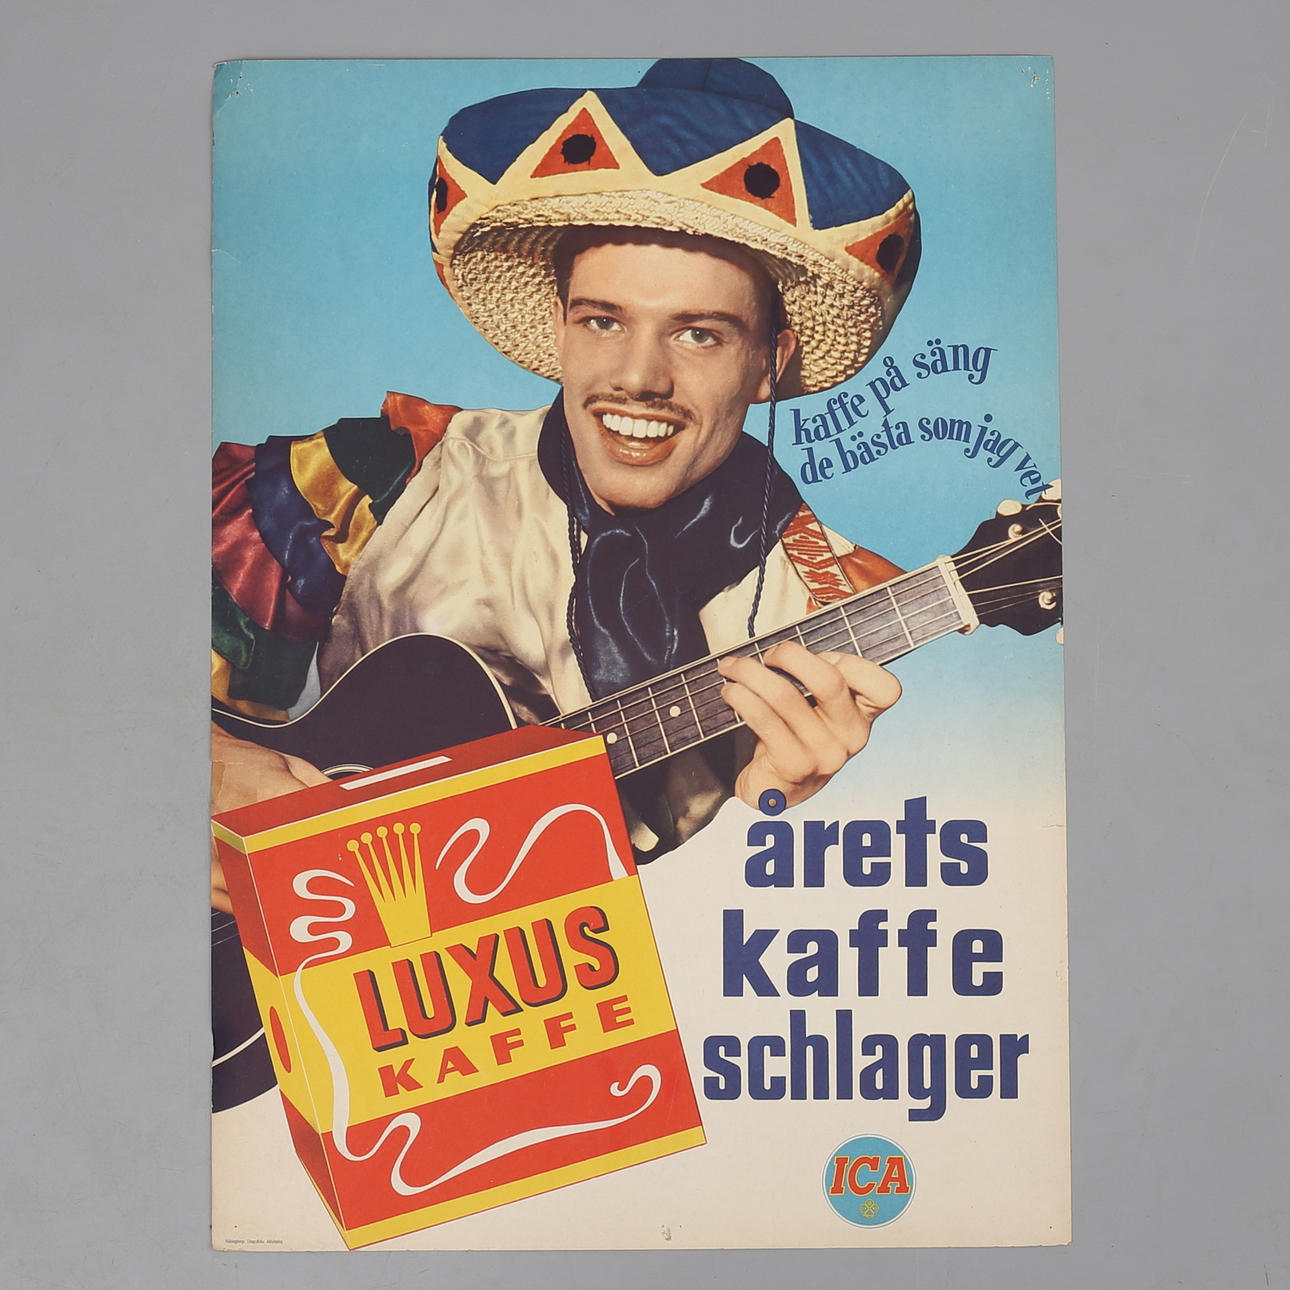 kaffe på säng
de bästa som jag vet
LUXUS
KAFFE
årets
kaffe
schlager
ICA